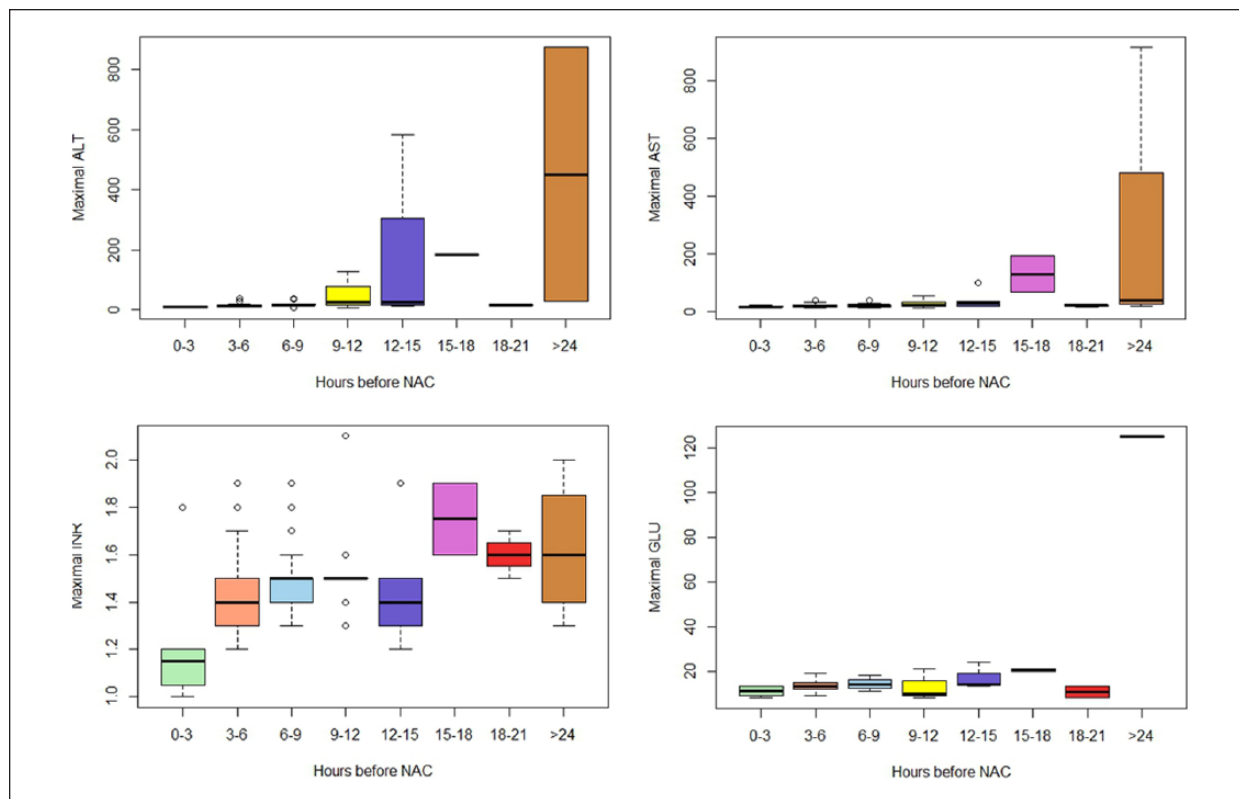 Maximal ALT
800
600
400
200
0
0-3 3-6 6-9 9-12 12-15 15-18 18-21 >24
Hours before NAC
Maximal AST
800
600
400
200
0
0-3 3-6 6-9 9-12 12-15 15-18 18-21 >24
Hours before NAC
Maximal INR
2.0
1.8
1.6
1.4
1.2
1.0
0-3 3-6 6-9 9-12 12-15 15-18 18-21 >24
Hours before NAC
Maximal GLU
120
100
80
60
40
20
0-3 3-6 6-9 9-12 12-15 15-18 18-21 >24
Hours before NAC